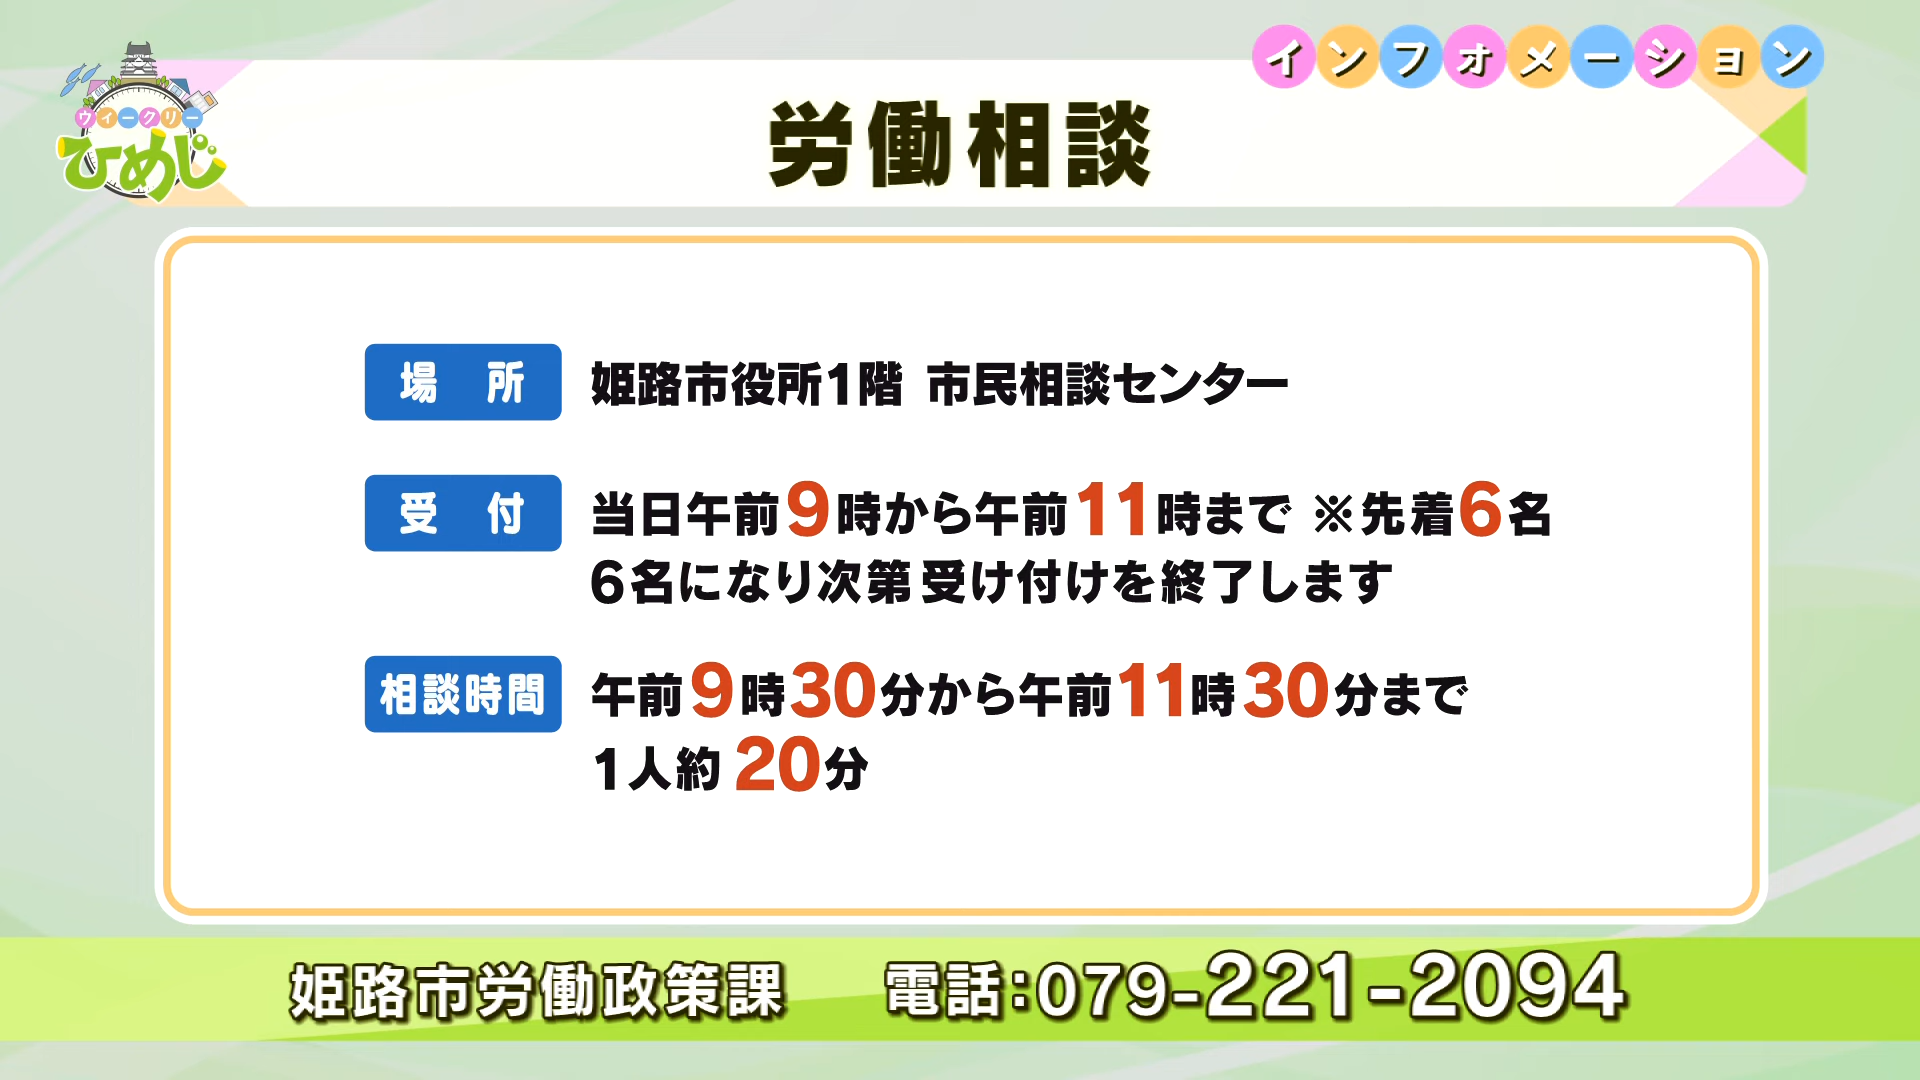 インフォメーション
ウィークリー
ひめじ
労働相談
場所 姫路市役所1階 市民相談センター
受付 当日午前9時から午前11時まで ※先着6名
6名になり次第受け付けを終了します
相談時間 午前9時30分から午前11時30分まで
1人約20分
姫路市労働政策課 電話：079-221-2094